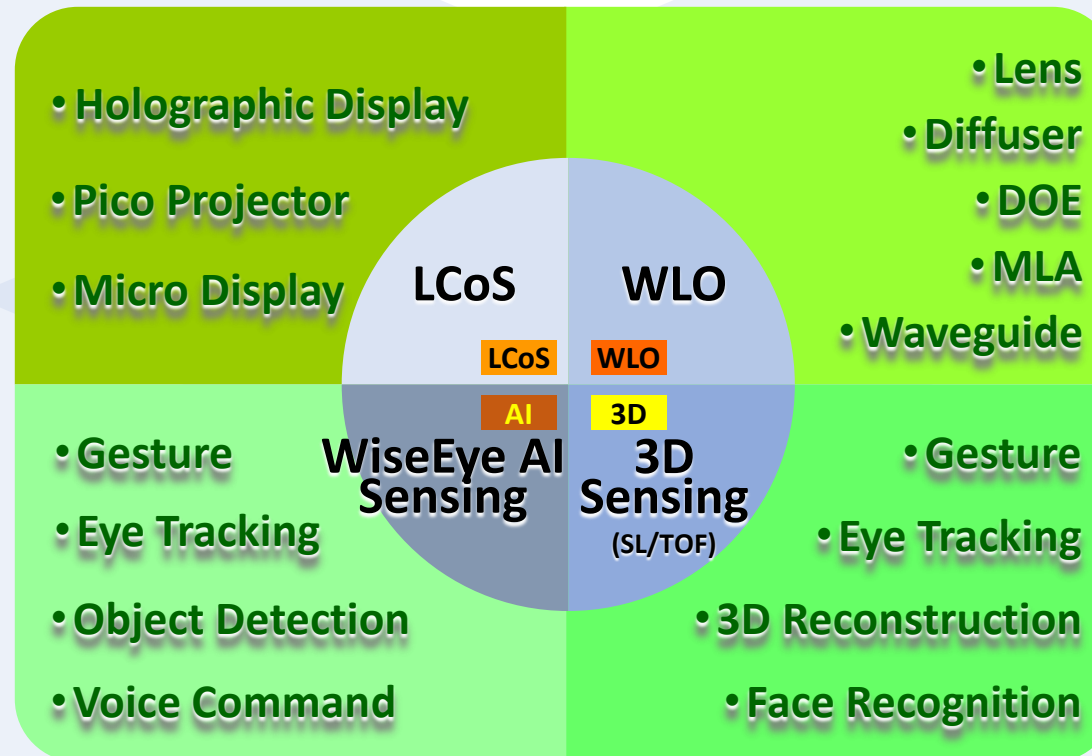 • Holographic Display
• Pico Projector
• Micro Display
LCoS
LCoS
• Lens
• Diffuser
• DOE
• MLA
• Waveguide
WLO
WLO
• Gesture
• Eye Tracking
• Object Detection
• Voice Command
AI
WiseEye AI
Sensing
3D
3D
Sensing
(SL/TOF)
• Gesture
• Eye Tracking
• 3D Reconstruction
• Face Recognition